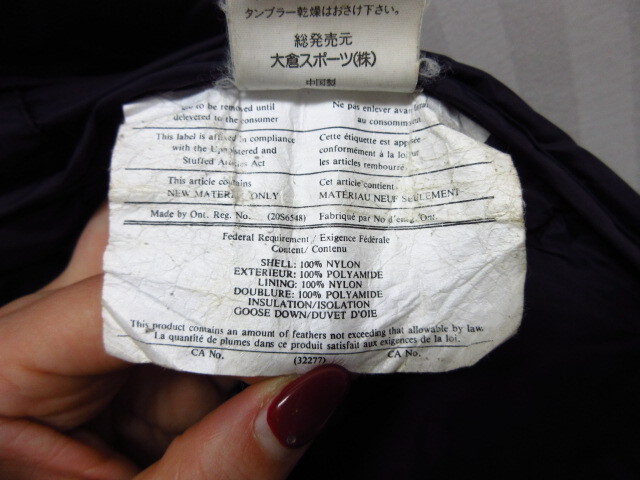 タンブラー乾燥はおさけ下さい。
総発売元
大倉スポーツ(株)
中国製
to be removed until
delevered to the consumer
Ne pas enlever avant
au consommateur
This label is affixed in compliance
with the Upholstered and
Stuffed Articles Act
Cette étiquette est apposée
conformément à la loi sur
les articles rembourrés
This article contains
NEW MATERIAL ONLY
Cet article contient
MATÉRIAU NEUF SEULEMENT
Made by Ont. Reg. No. (20S6548) Fabriqué par No d'enrg. Ont.
Federal Requirement / Exigence Fédérale
Content/ Contenu
SHELL: 100% NYLON
EXTERIEUR: 100% POLYAMIDE
LINING: 100% NYLON
DOUBLURE: 100% POLYAMIDE
INSULATION/ISOLATION
GOOSE DOWN/DUVET D'OIE
This product contains an amount of feathers not exceeding that allowable by law.
La quantité de plumes dans ce produit satisfait aux exigences de la loi.
CA No. (32277) CA No.